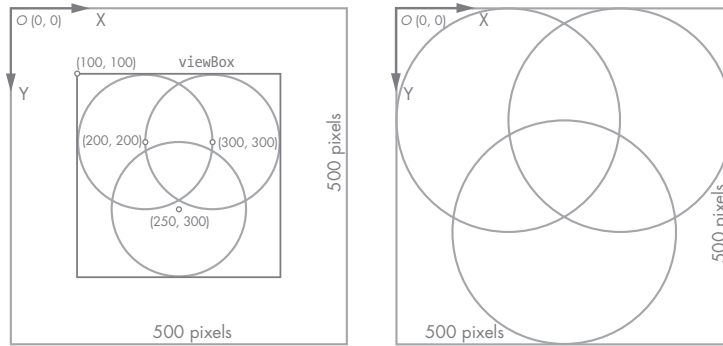 O (0, 0)
X
Y
(100, 100)
viewBox
(200, 200)
(300, 300)
(250, 300)
500 pixels
500 pixels
O (0, 0)
X
Y
500 pixels
500 pixels